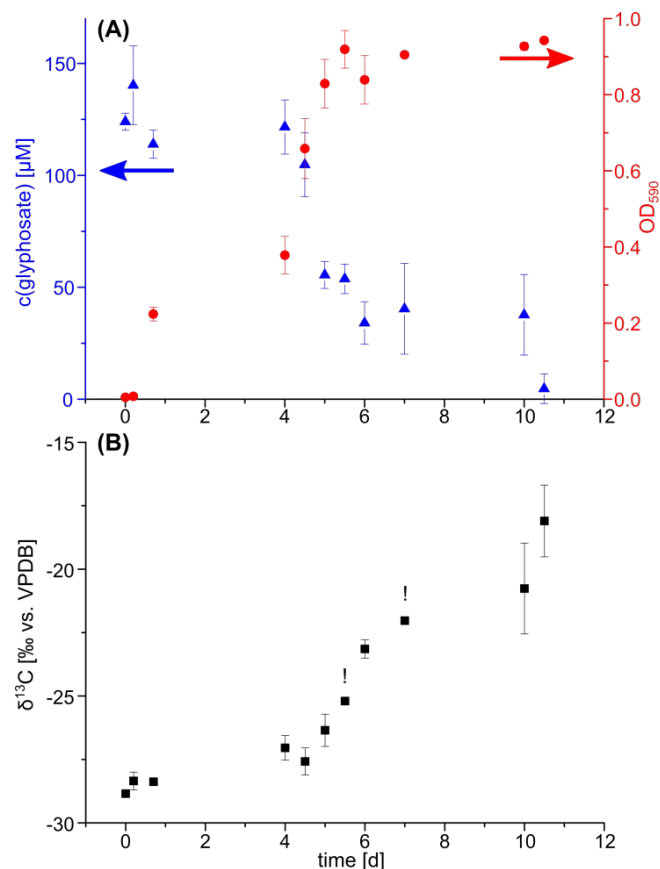 (A)
150
100
50
0
c(glyphosate) [µM]
1.0
0.8
0.6
0.4
0.2
0.0
OD₅₉₀
0 2 4 6 8 10 12
(B)
-15
-20
-25
-30
δ¹³C [‰ vs. VPDB]
!
!
0 2 4 6 8 10 12
time [d]